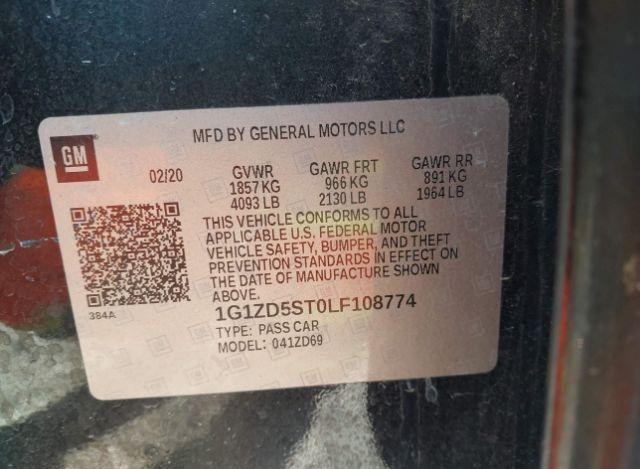 GM
MFD BY GENERAL MOTORS LLC
02/20 GVWR GAWR FRT GAWR RR
1857 KG 966 KG 891 KG
4093 LB 2130 LB 1964 LB
THIS VEHICLE CONFORMS TO ALL
APPLICABLE U.S. FEDERAL MOTOR
VEHICLE SAFETY, BUMPER, AND THEFT
PREVENTION STANDARDS IN EFFECT ON
THE DATE OF MANUFACTURE SHOWN
ABOVE.
384A
1G1ZD5ST0LF108774
TYPE: PASS CAR
MODEL: 041ZD69